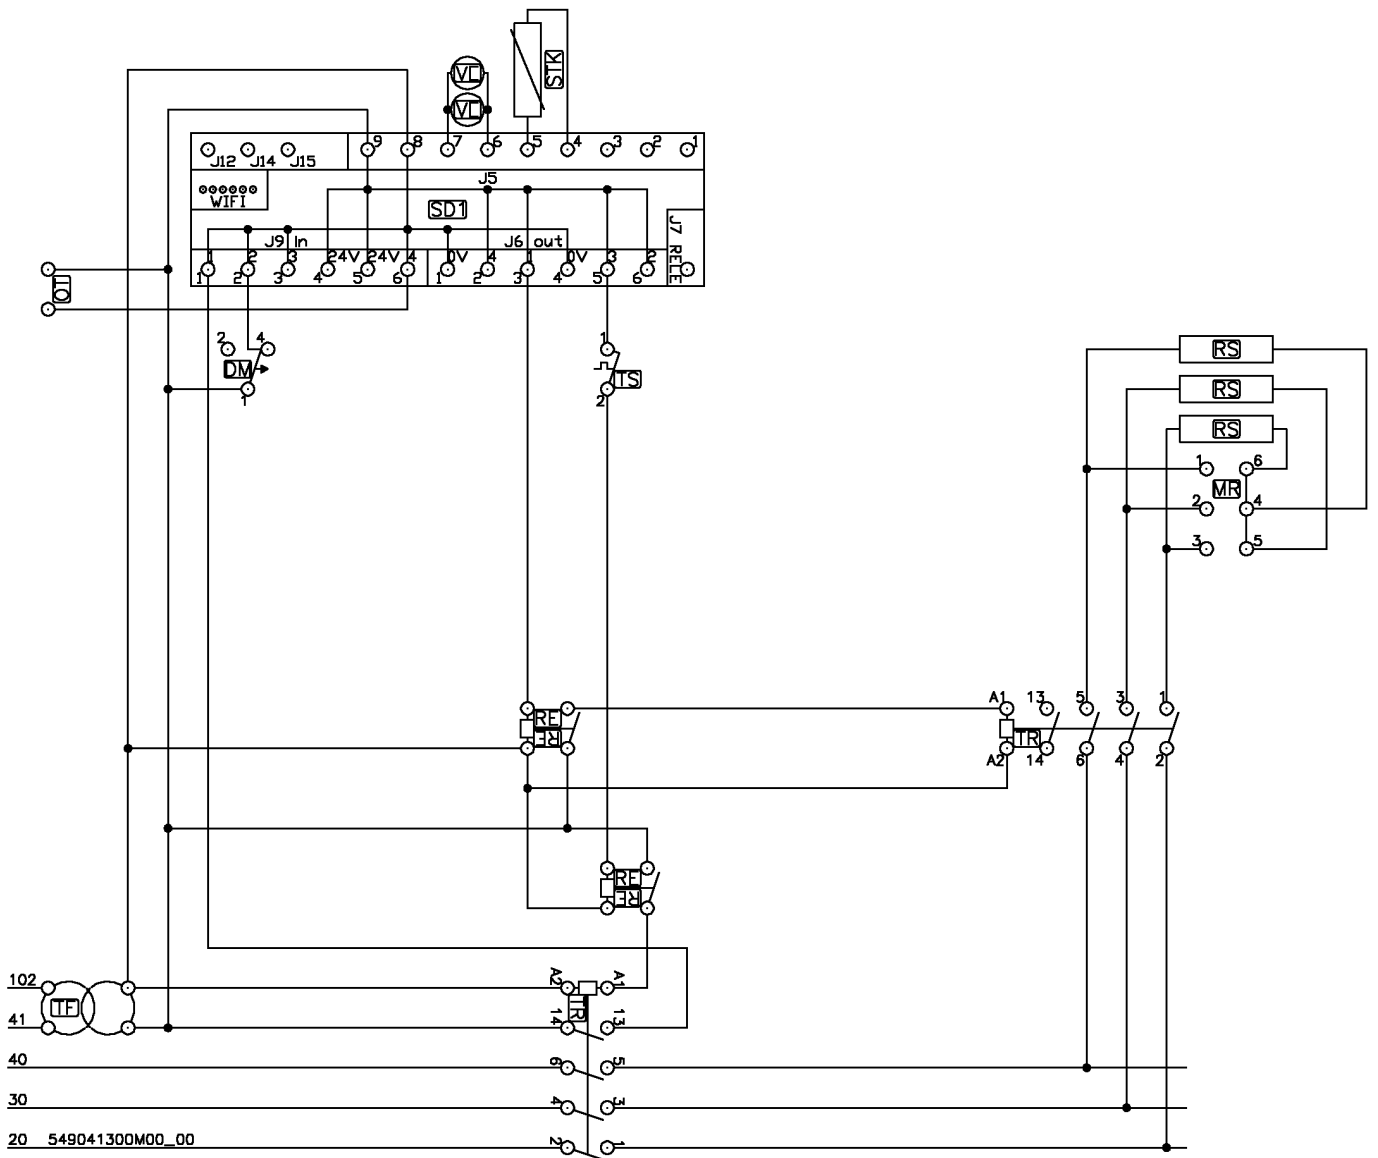 STK
VC
VC
9 8 7 6 5 4 3 2 1
J12 J14 J15
J5
WIFI
SD1
J7 RELE
J9 In
J6 out
1 2 3 24V 24V 4 0V 4 1 0V 3 2
1 2 3 4 5 6 1 2 3 4 5 6
OT
2 4
DM
1
1
TS
2
RS
RS
RS
1 6
MR
2 4
3 5
A1 13 5 3 1
RE
RE
TR
A2 14 6 4 2
RE
RE
102
A2 A1
TF
TR
41
14 13
40
6 5
30
4 3
20 549041300M00_00
2 1